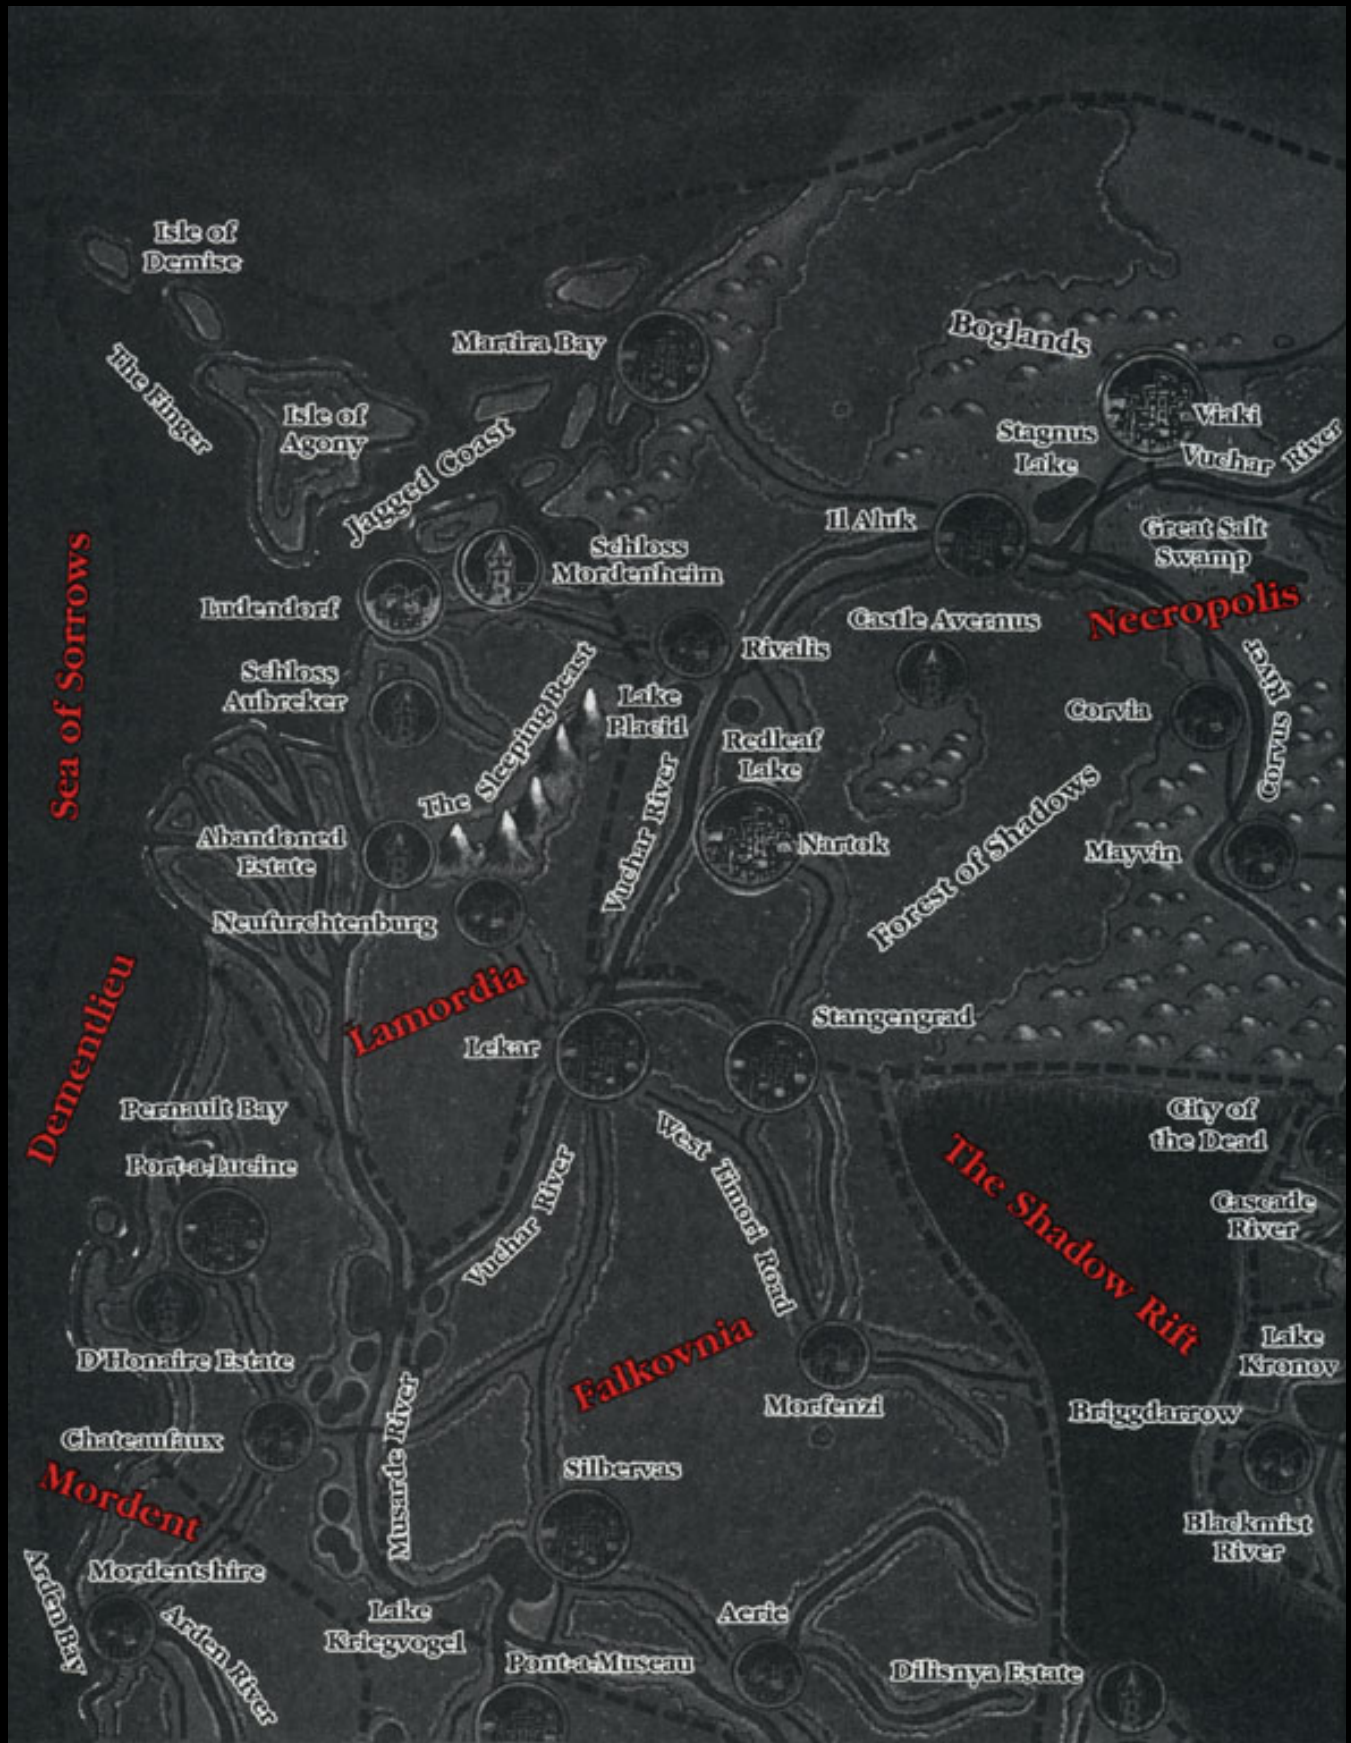 Isle of
Demise
The Finger
Isle of
Agony
Martira Bay
Jagged Coast
Boglands
Viaki
Stagnus
Lake
Vuchar River
Il Aluk
Great Salt
Swamp
Necropolis
Schloss
Mordenheim
Ludendorf
Castle Avernus
Rivalis
Sea of Sorrows
Schloss
Aubreker
The Sleeping Beast
Lake
Placid
Redleaf
Lake
Corvia
Corvus River
Vuchar River
Abandoned
Estate
Nartok
Forest of Shadows
Mayvin
Neufurchtenburg
Lamordia
Dementlieu
Lekar
Stangengrad
Pernault Bay
Port-a-Lucine
City of
the Dead
West Timori Road
The Shadow Rift
Vuchar River
Cascade
River
D'Honaire Estate
Lake
Kronov
Falkovnia
Morfenzi
Briggdarrow
Musarde River
Chateaufaux
Mordent
Silbervas
Blackmist
River
Mordentshire
Arden Bay
Arden River
Lake
Kriegvogel
Aerie
Pont-a-Museau
Dilisnya Estate